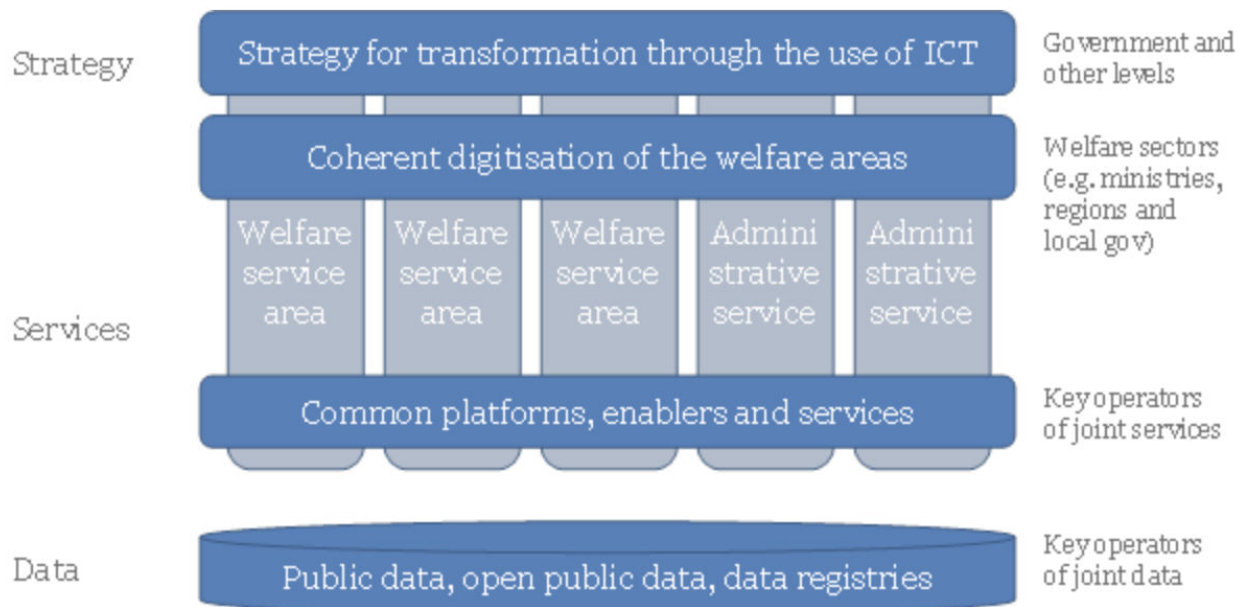 Strategy
Strategy for transformation through the use of ICT
Government and
other levels
Coherent digitisation of the welfare areas
Welfare sectors
(e.g. ministries,
regions and
local gov)
Services
Welfare
service
area
Welfare
service
area
Welfare
service
area
Admini
strative
service
Admini
strative
service
Common platforms, enablers and services
Key operators
of joint services
Data
Public data, open public data, data registries
Key operators
of joint data